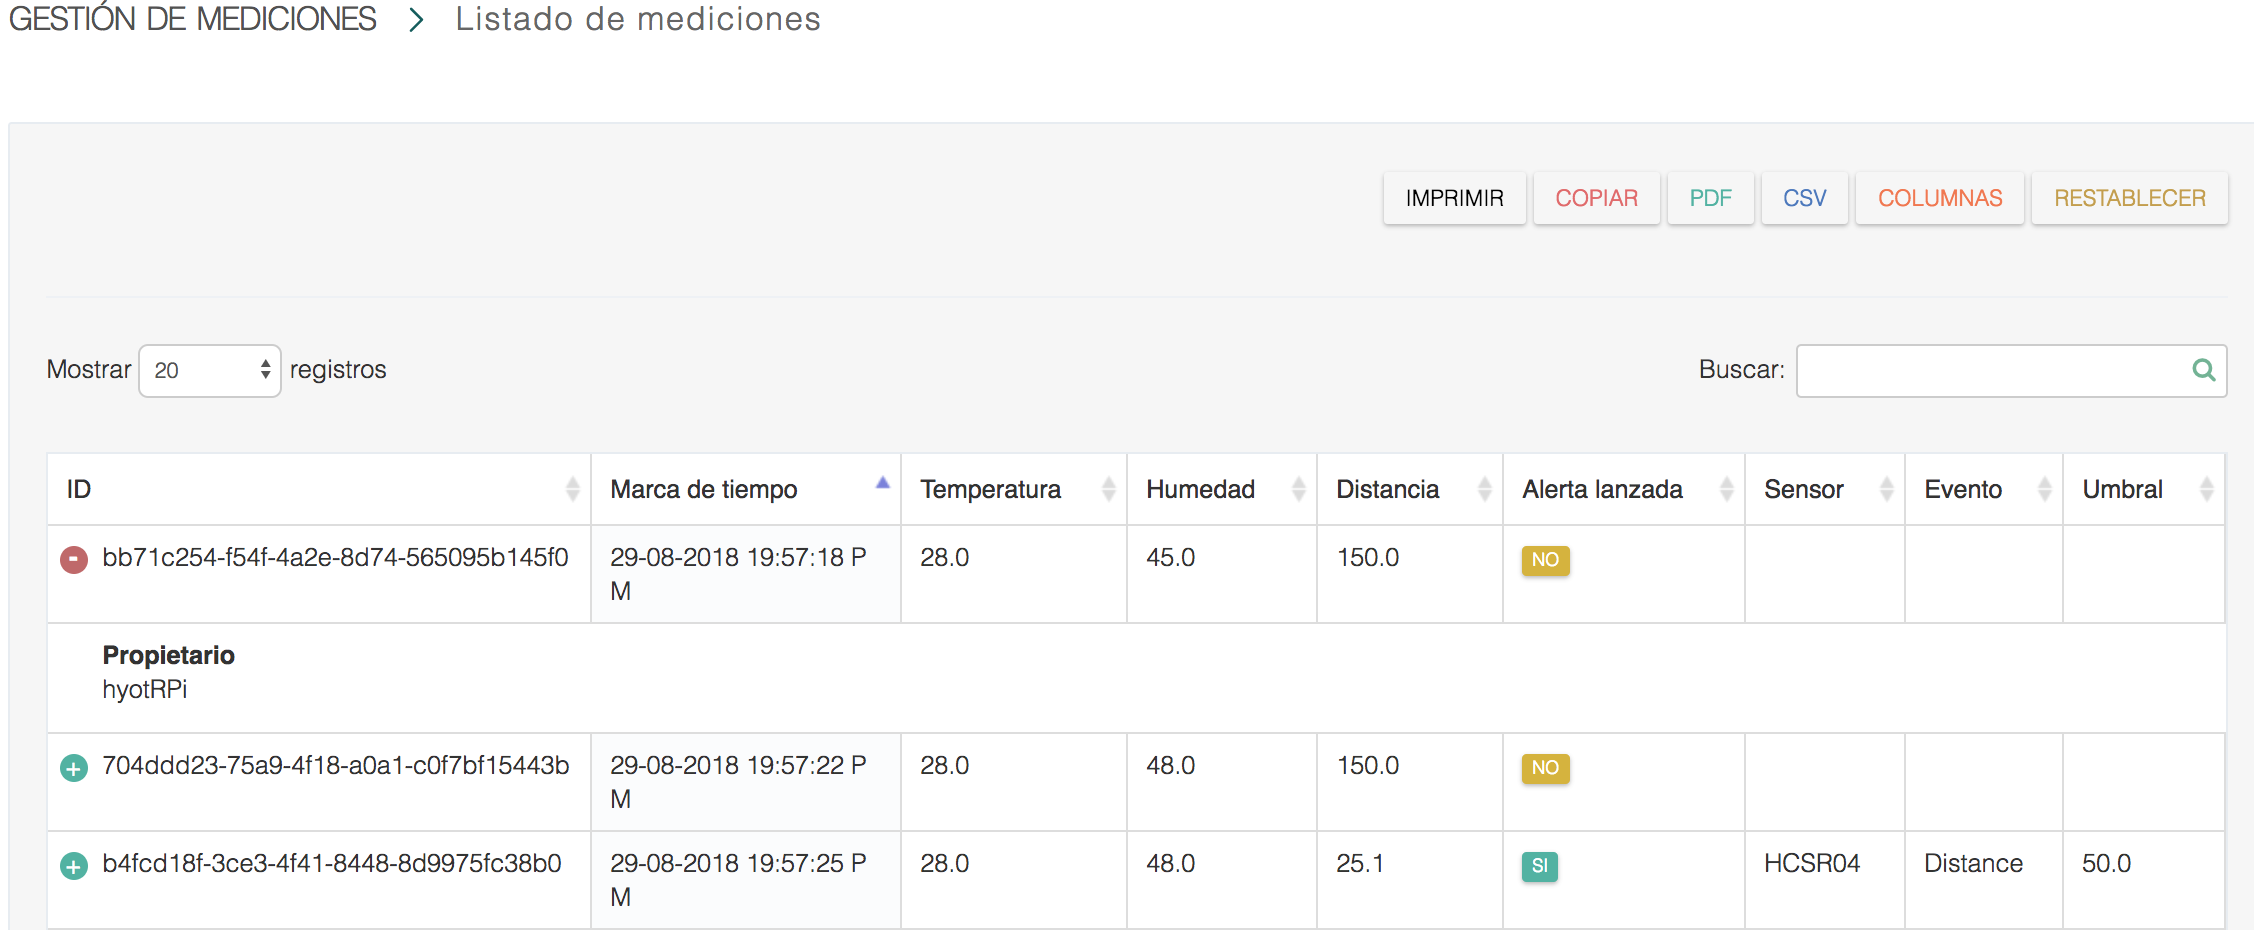 GESTIÓN DE MEDICIONES > Listado de mediciones
IMPRIMIR COPIAR PDF CSV COLUMNAS RESTABLECER
Mostrar 20 registros Buscar:
ID Marca de tiempo Temperatura Humedad Distancia Alerta lanzada Sensor Evento Umbral
bb71c254-f54f-4a2e-8d74-565095b145f0 29-08-2018 19:57:18 P 28.0 45.0 150.0 NO
M
Propietario
hyotRPi
704ddd23-75a9-4f18-a0a1-c0f7bf15443b 29-08-2018 19:57:22 P 28.0 48.0 150.0 NO
M
b4fcd18f-3ce3-4f41-8448-8d9975fc38b0 29-08-2018 19:57:25 P 28.0 48.0 25.1 SI HCSR04 Distance 50.0
M